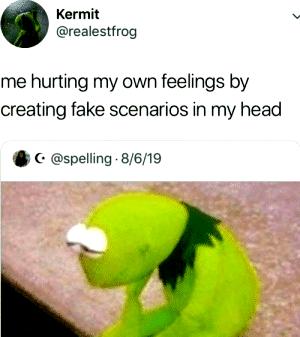 Kermit
@realestfrog
me hurting my own feelings by
creating fake scenarios in my head
@spelling · 8/6/19